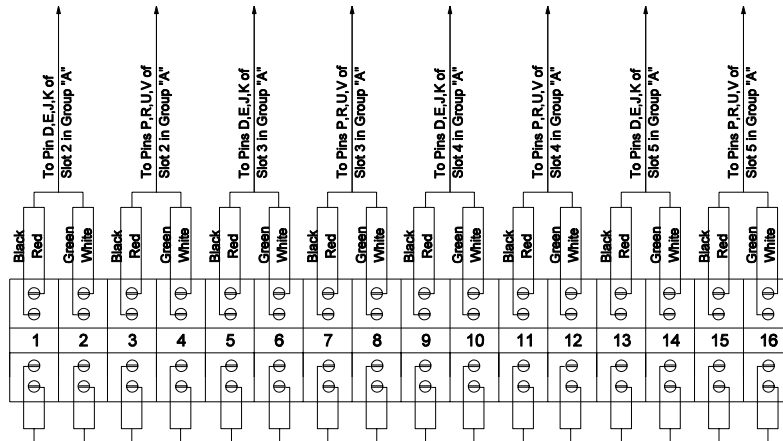 To Pin D,E,J,K of
Slot 2 in Group "A"
To Pins P,R,U,V of
Slot 2 in Group "A"
To Pins D,E,J,K of
Slot 3 in Group "A"
To Pins P,R,U,V of
Slot 3 in Group "A"
To Pins D,E,J,K of
Slot 4 in Group "A"
To Pins P,R,U,V of
Slot 4 in Group "A"
To Pins D,E,J,K of
Slot 5 in Group "A"
To Pins P,R,U,V of
Slot 5 in Group "A"
Black
Red
Green
White
Black
Red
Green
White
Black
Red
Green
White
Black
Red
Green
White
Black
Red
Green
White
Black
Red
Green
White
Black
Red
Green
White
Black
Red
Green
White
1 2 3 4 5 6 7 8 9 10 11 12 13 14 15 16